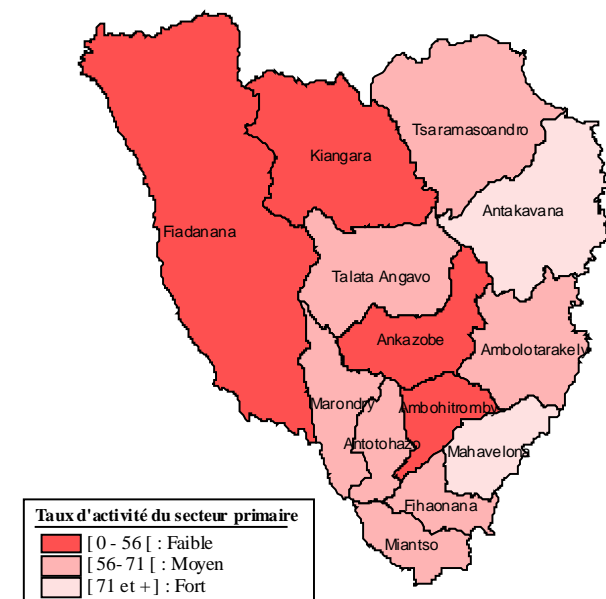 Tsaramasoandro
Kiangara
Antakavana
Fiadanana
Talata Angavo
Ankazobe
Ambolotarakely
Marondry
Ambohitromby
Antotohazo
Mahavelona
Fihaonana
Miantso
Taux d'activité du secteur primaire
[ 0 - 56 [ : Faible
[ 56- 71 [ : Moyen
[ 71 et + ] : Fort